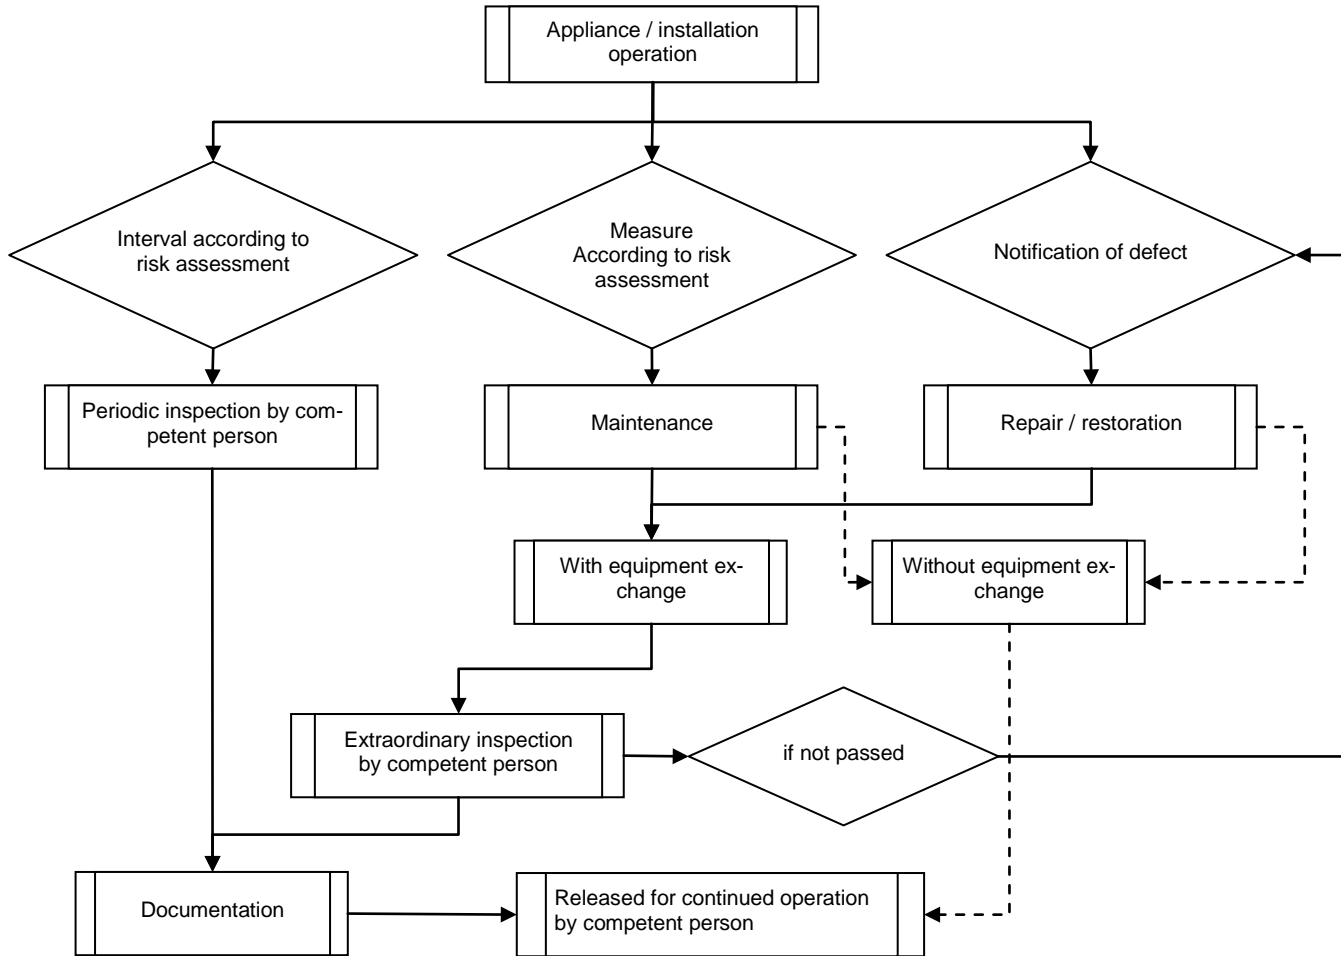 Appliance / installation
operation
Interval according to
risk assessment
Measure
According to risk
assessment
Notification of defect
Periodic inspection by com-
petent person
Maintenance
Repair / restoration
With equipment ex-
change
Without equipment ex-
change
Extraordinary inspection
by competent person
if not passed
Documentation
Released for continued operation
by competent person